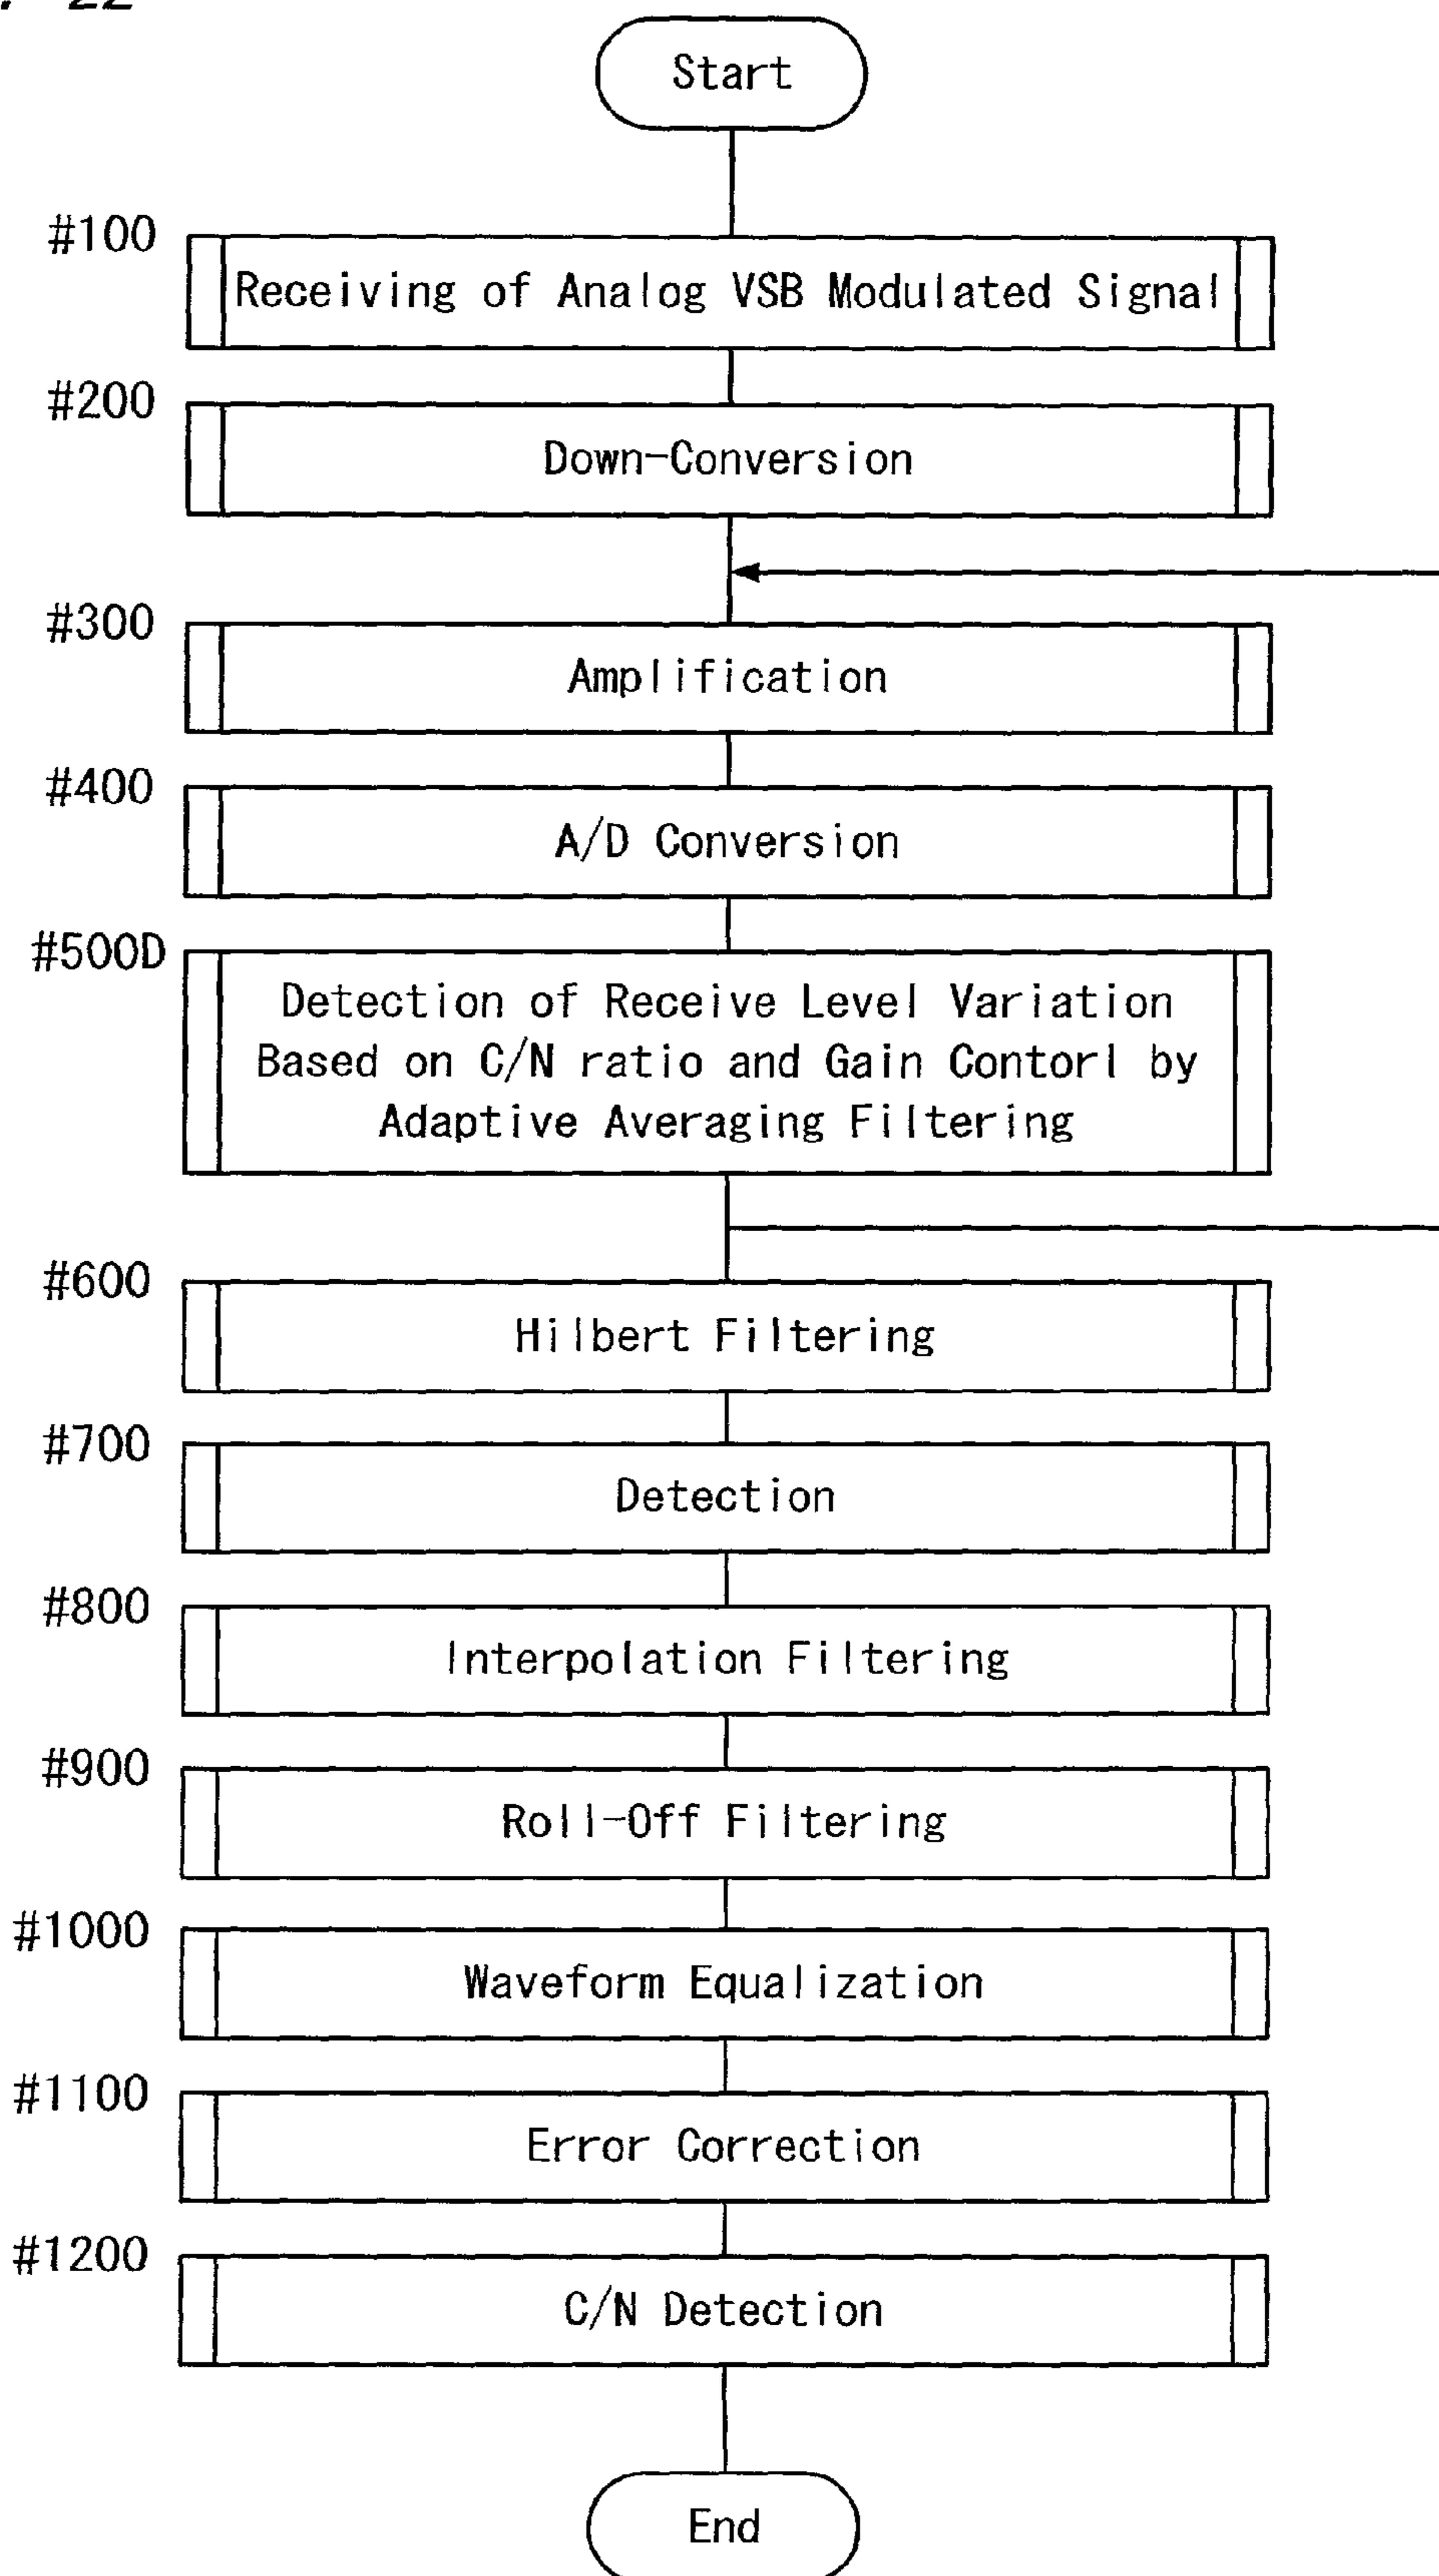 Start
#100
Receiving of Analog VSB Modulated Signal
#200
Down-Conversion
#300
Amplification
#400
A/D Conversion
#500D
Detection of Receive Level Variation
Based on C/N ratio and Gain Contorl by
Adaptive Averaging Filtering
#600
Hilbert Filtering
#700
Detection
#800
Interpolation Filtering
#900
Roll-Off Filtering
#1000
Waveform Equalization
#1100
Error Correction
#1200
C/N Detection
End